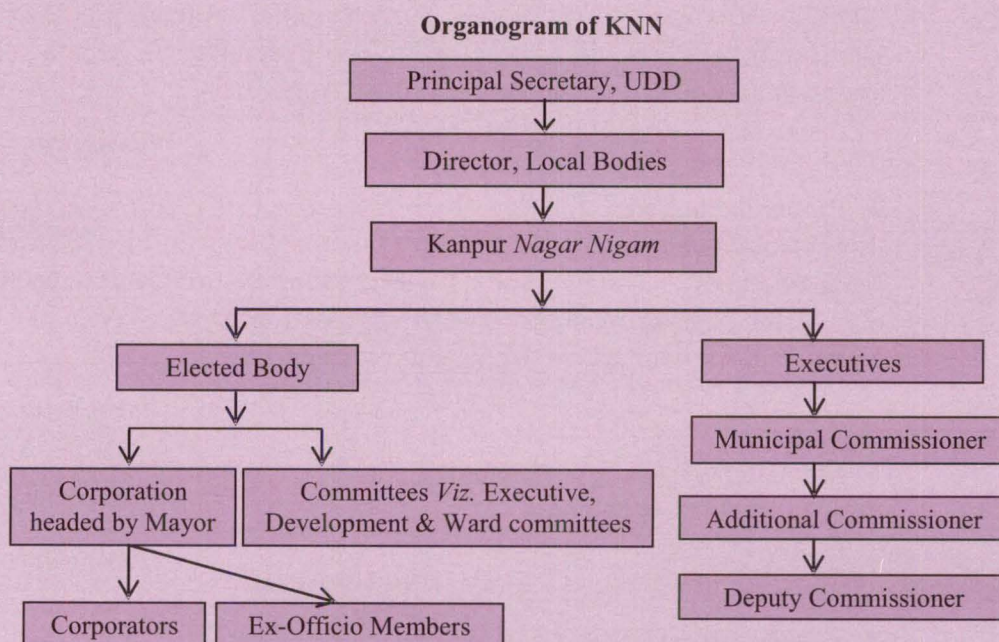 Organogram of KNN
Principal Secretary, UDD
Director, Local Bodies
Kanpur Nagar Nigam
Elected Body
Executives
Municipal Commissioner
Corporation
headed by Mayor
Committees Viz. Executive,
Development & Ward committees
Additional Commissioner
Deputy Commissioner
Corporators
Ex-Officio Members